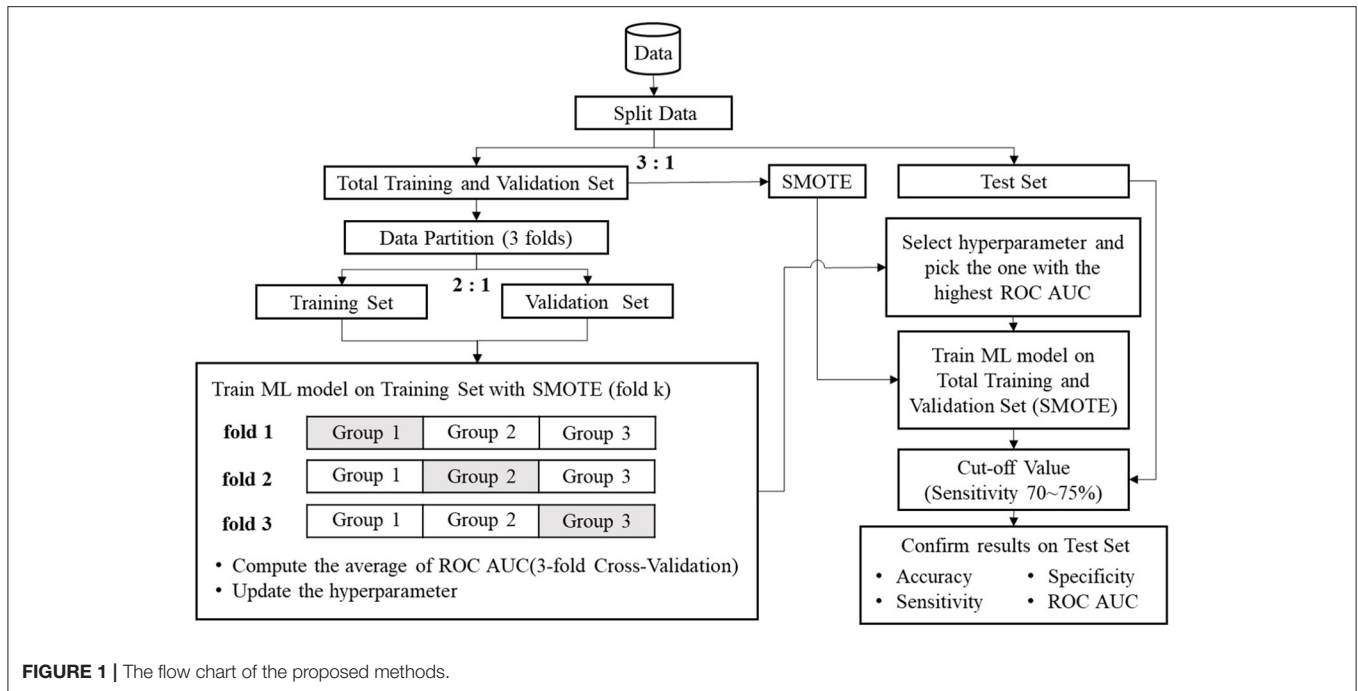 Data
Split Data
3 : 1
Total Training and Validation Set
SMOTE
Test Set
Data Partition (3 folds)
2 : 1
Training Set
Validation Set
Train ML model on Training Set with SMOTE (fold k)
fold 1 Group 1 Group 2 Group 3
fold 2 Group 1 Group 2 Group 3
fold 3 Group 1 Group 2 Group 3
• Compute the average of ROC AUC(3-fold Cross-Validation)
• Update the hyperparameter
Select hyperparameter and
pick the one with the
highest ROC AUC
Train ML model on
Total Training and
Validation Set (SMOTE)
Cut-off Value
(Sensitivity 70~75%)
Confirm results on Test Set
• Accuracy • Specificity
• Sensitivity • ROC AUC
FIGURE 1 | The flow chart of the proposed methods.